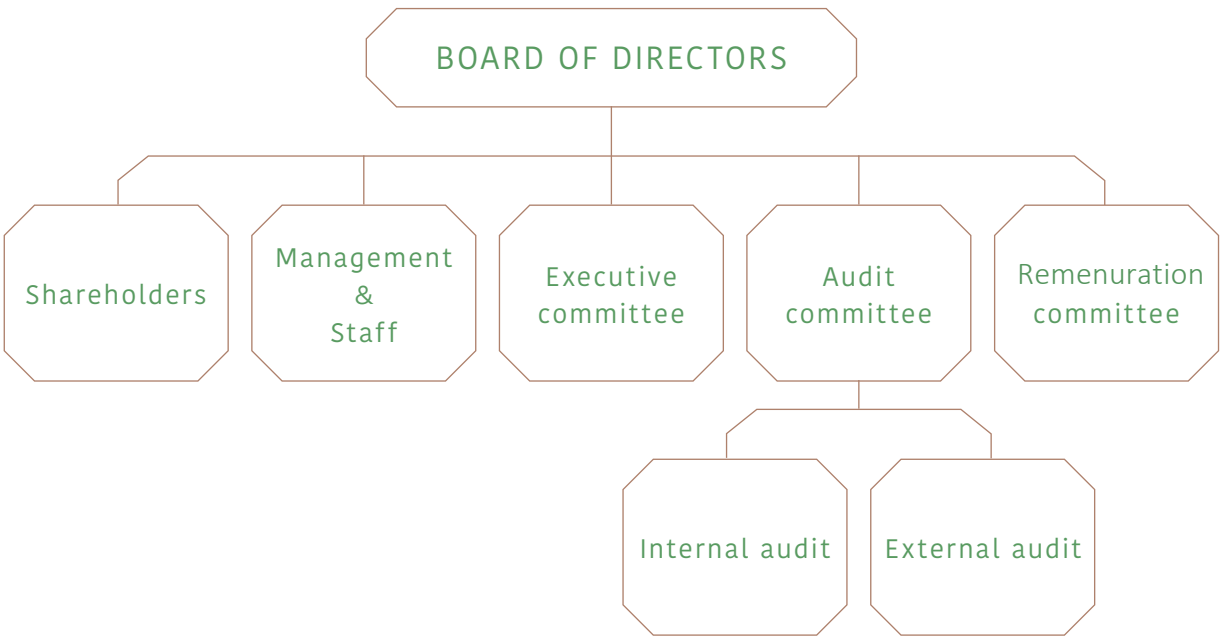 BOARD OF DIRECTORS
Shareholders
Management
&
Staff
Executive
committee
Audit
committee
Remenuration
committee
Internal audit
External audit